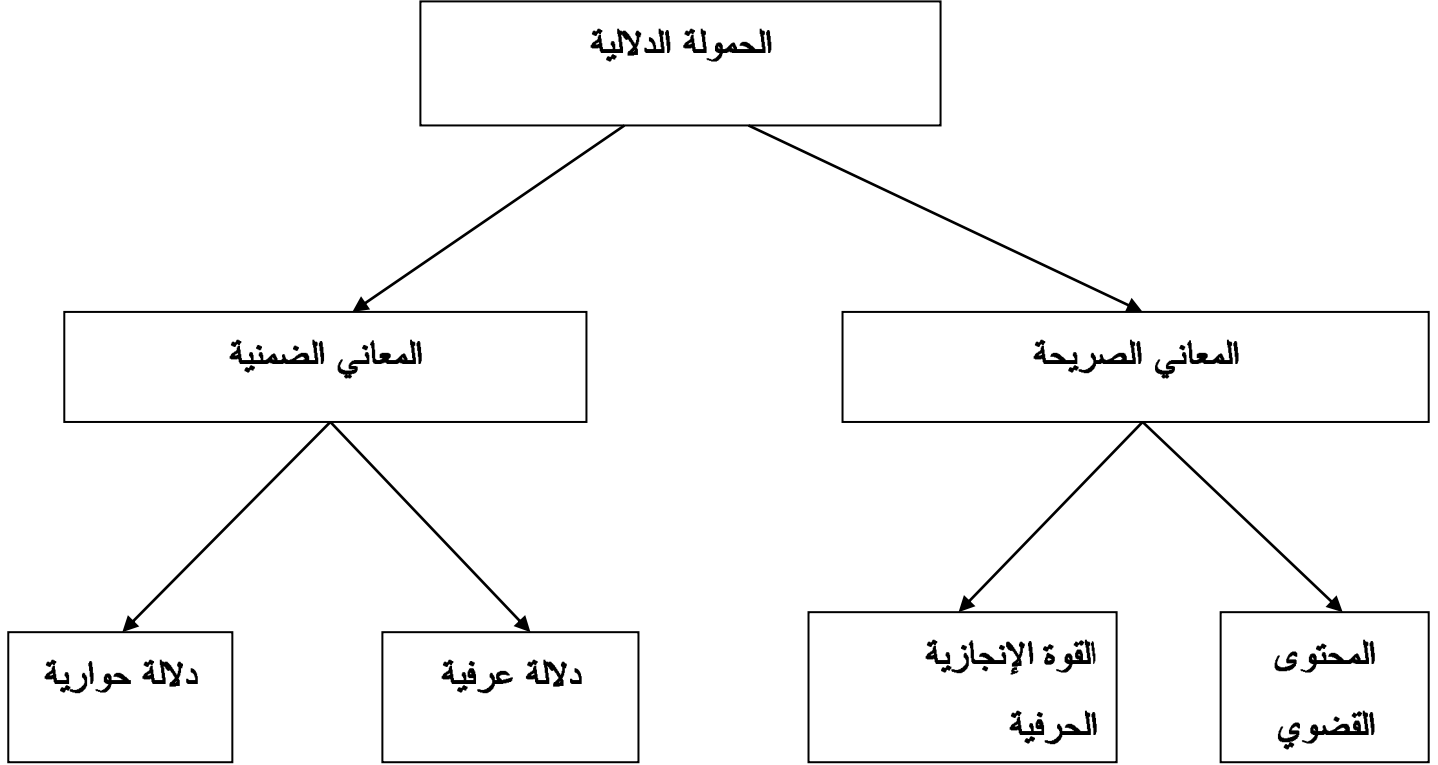 الحمولة الدلالية
المعاني الصريحة
المعاني الضمنية
المحتوى
القضوي
القوة الإنجازية
الحرفية
دلالة عرفية
دلالة حوارية